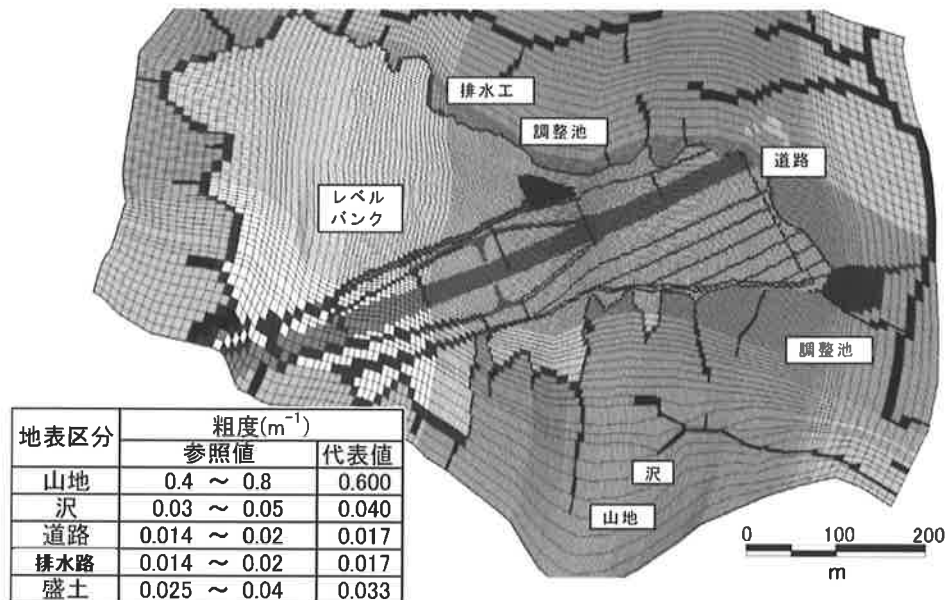 排水工
調整池
道路
レベル
バンク
調整池
沢
山地
0 100 200
m
地表区分 粗度(m⁻¹)
参照値 代表値
山地 0.4 ～ 0.8 0.600
沢 0.03 ～ 0.05 0.040
道路 0.014 ～ 0.02 0.017
排水路 0.014 ～ 0.02 0.017
盛土 0.025 ～ 0.04 0.033